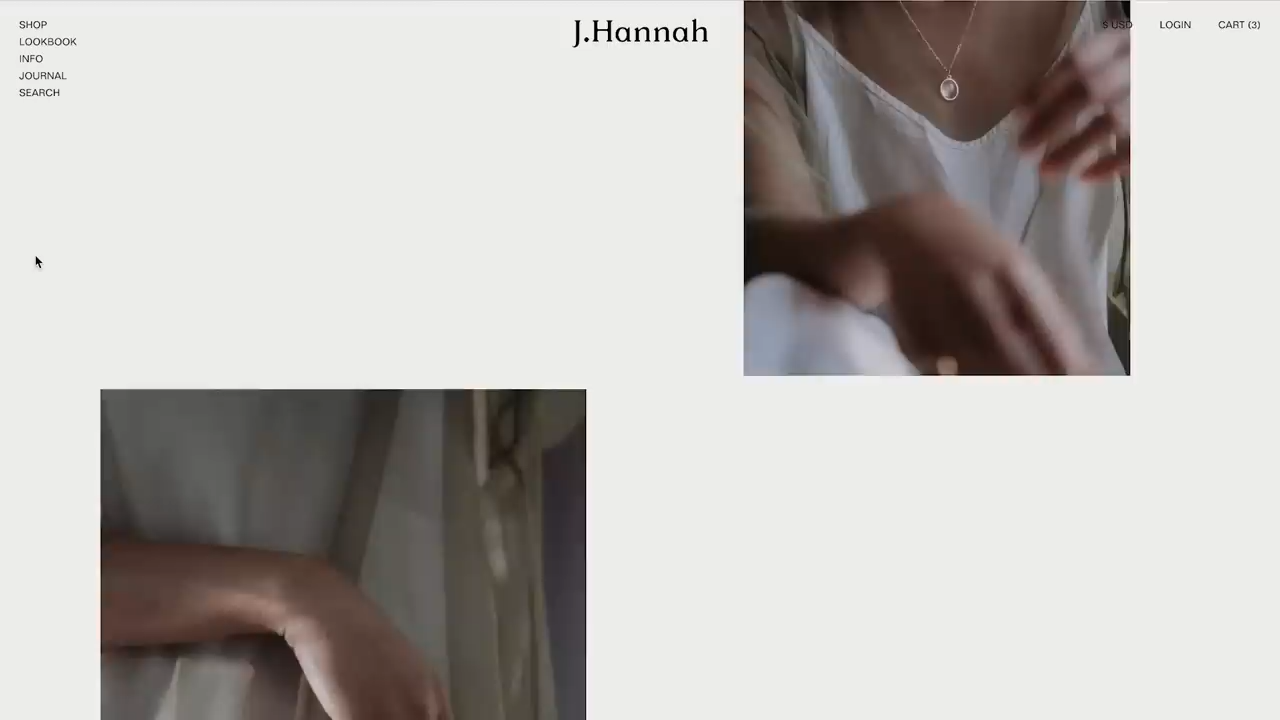 SHOP
LOOKBOOK
INFO
JOURNAL
SEARCH
J.Hannah
$ USD
LOGIN
CART (3)